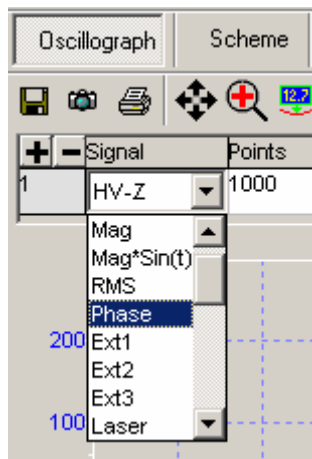 Oscillograph Scheme
12.7
+ − Signal Points
1 HV-Z 1000
Mag
Mag*Sin(t)
RMS
Phase
200 Ext1
Ext2
Ext3
100 Laser